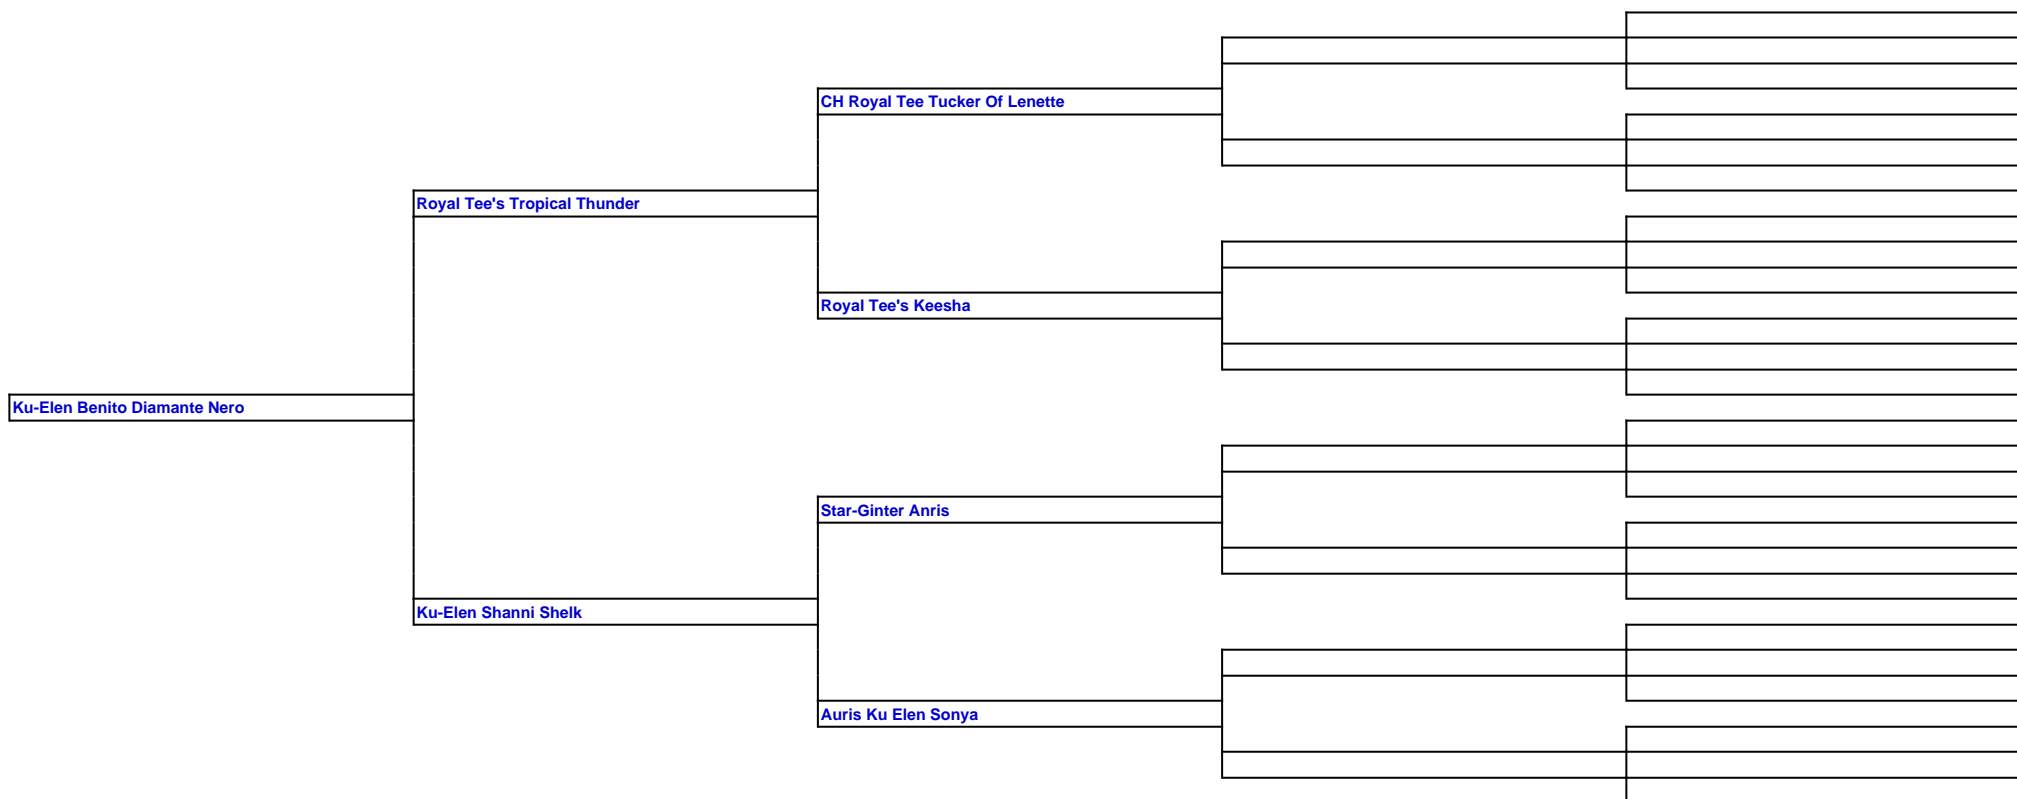 CH Royal Tee Tucker Of Lenette
Royal Tee's Tropical Thunder
Royal Tee's Keesha
Ku-Elen Benito Diamante Nero
Star-Ginter Anris
Ku-Elen Shanni Shelk
Auris Ku Elen Sonya